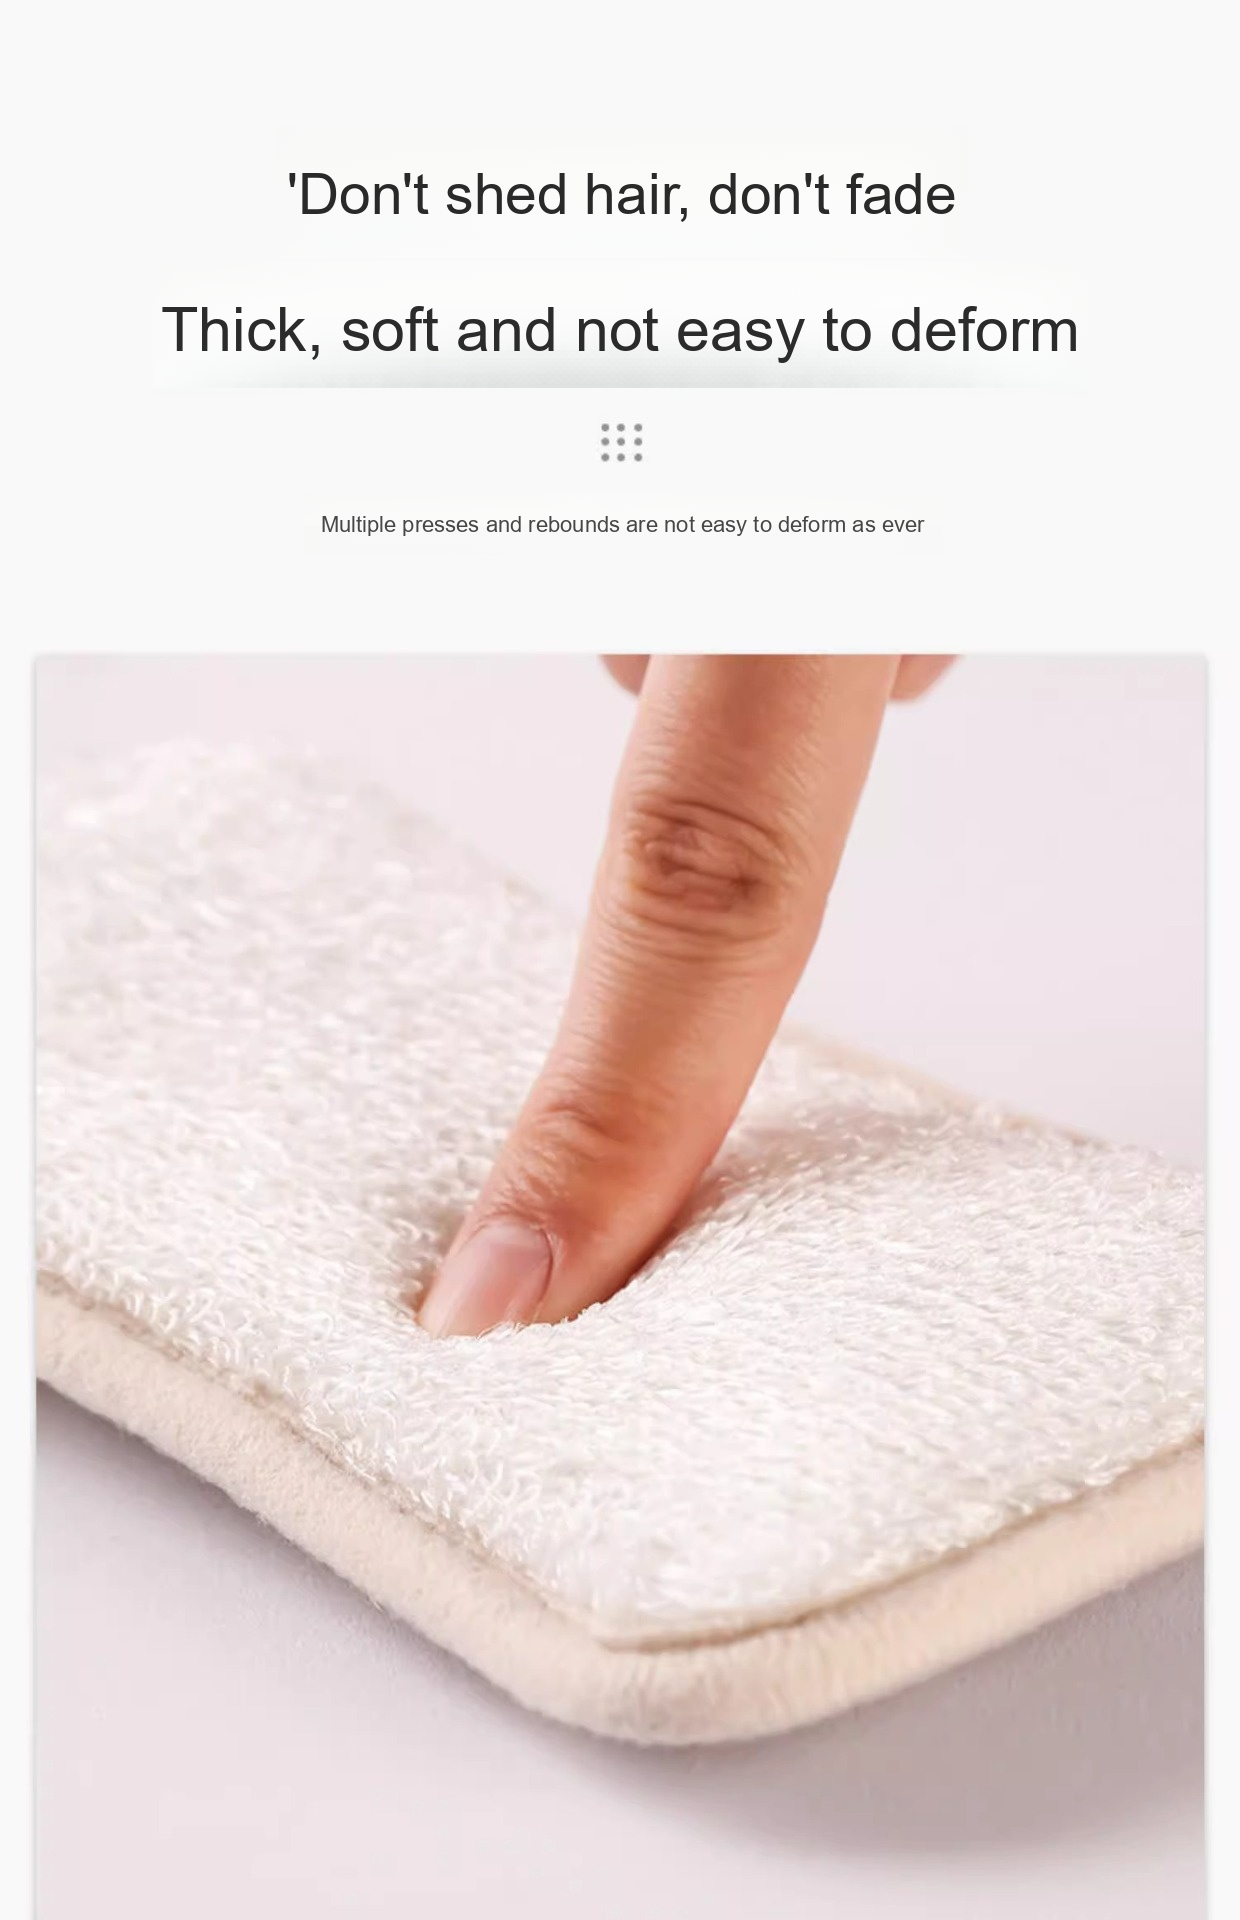 'Don't shed hair, don't fade
Thick, soft and not easy to deform
Multiple presses and rebounds are not easy to deform as ever